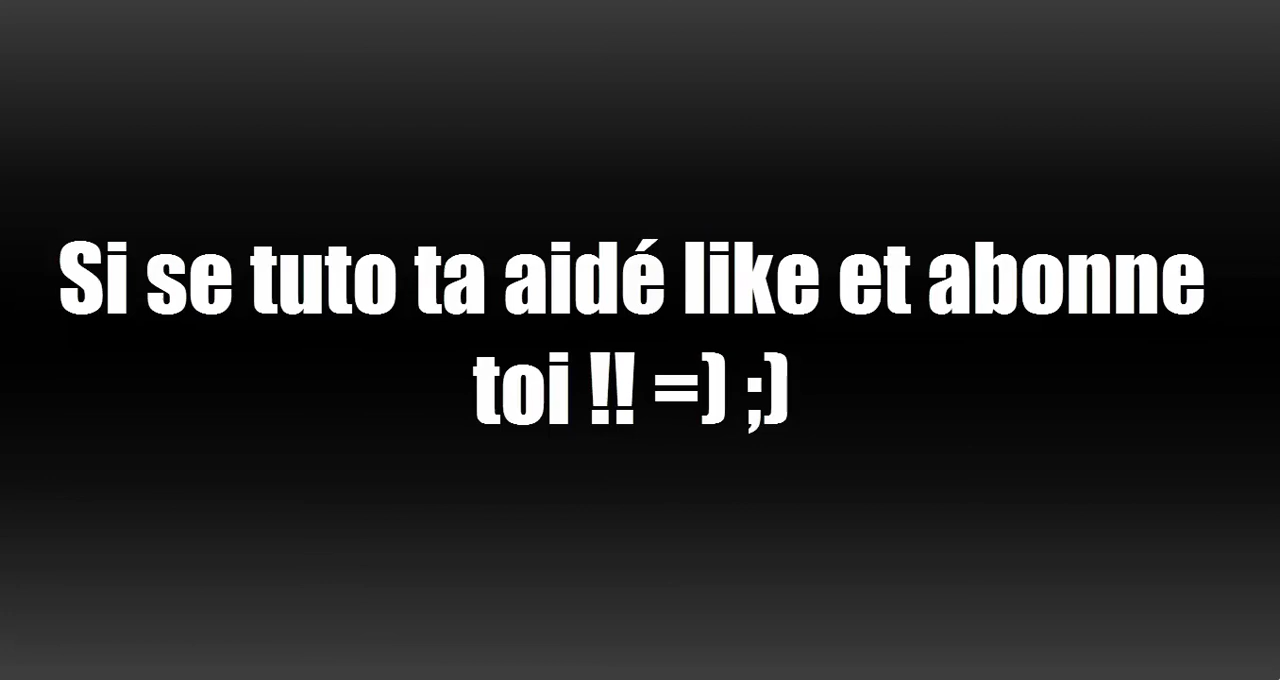 Si se tuto ta aidé like et abonne
toi !! =) ;)